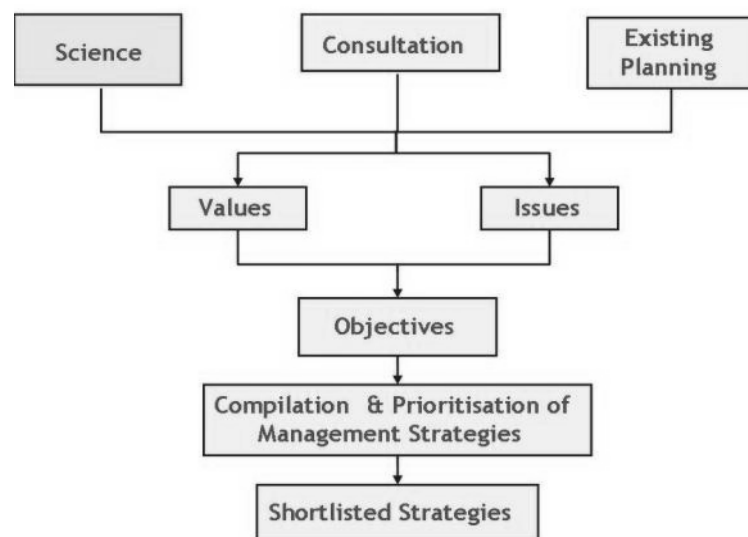 Science
Consultation
Existing
Planning
Values
Issues
Objectives
Compilation & Prioritisation of
Management Strategies
Shortlisted Strategies